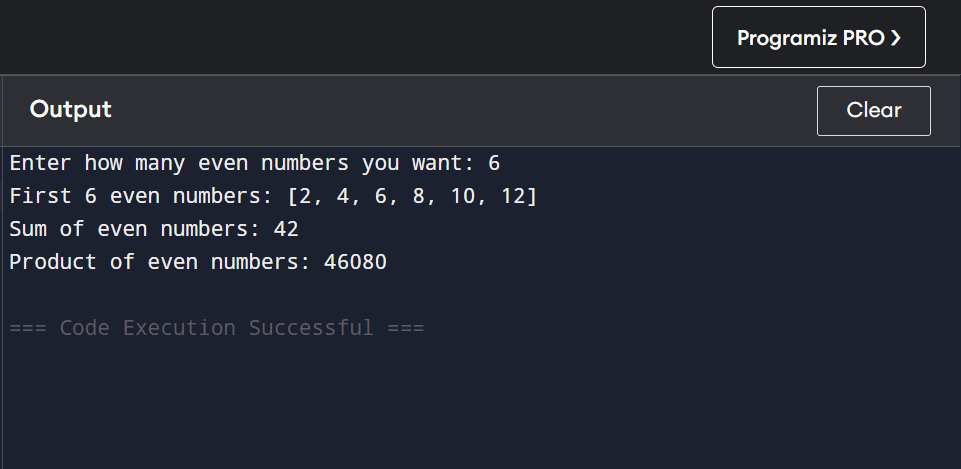 Programiz PRO ❯
Output
Clear
Enter how many even numbers you want: 6
First 6 even numbers: [2, 4, 6, 8, 10, 12]
Sum of even numbers: 42
Product of even numbers: 46080
=== Code Execution Successful ===